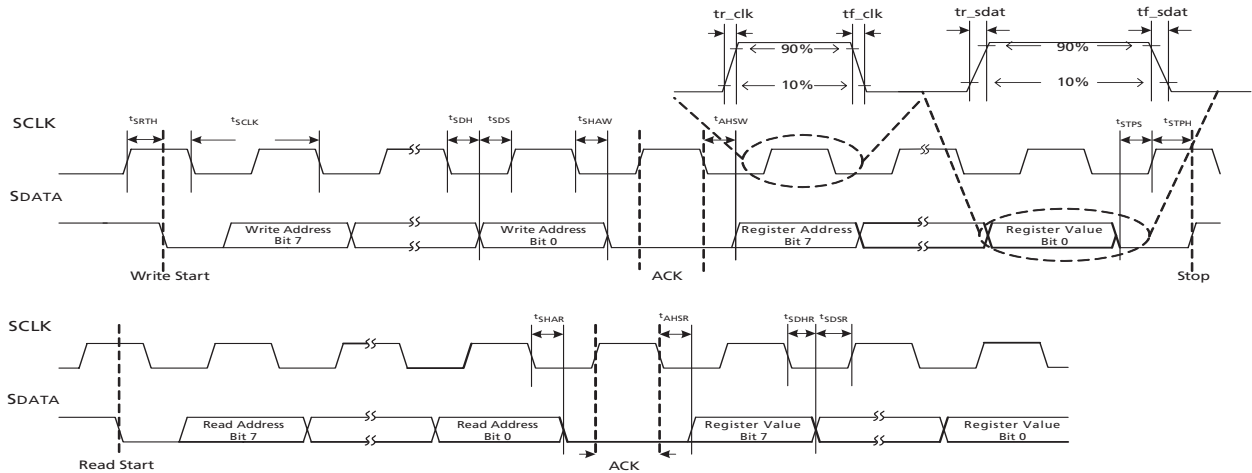 tr_clk tf_clk tr_sdat tf_sdat
90% 90%
10% 10%
SCLK tSRTH tSCLK tSDH tSDS tSHAW tAHSW tSTPS tSTPH
SDATA
Write Address Bit 7
Write Address Bit 0
Register Address Bit 7
Register Value Bit 0
Write Start ACK Stop
SCLK tSHAR tAHSR tSDHR tSDSR
SDATA
Read Address Bit 7
Read Address Bit 0
Register Value Bit 7
Register Value Bit 0
Read Start ACK